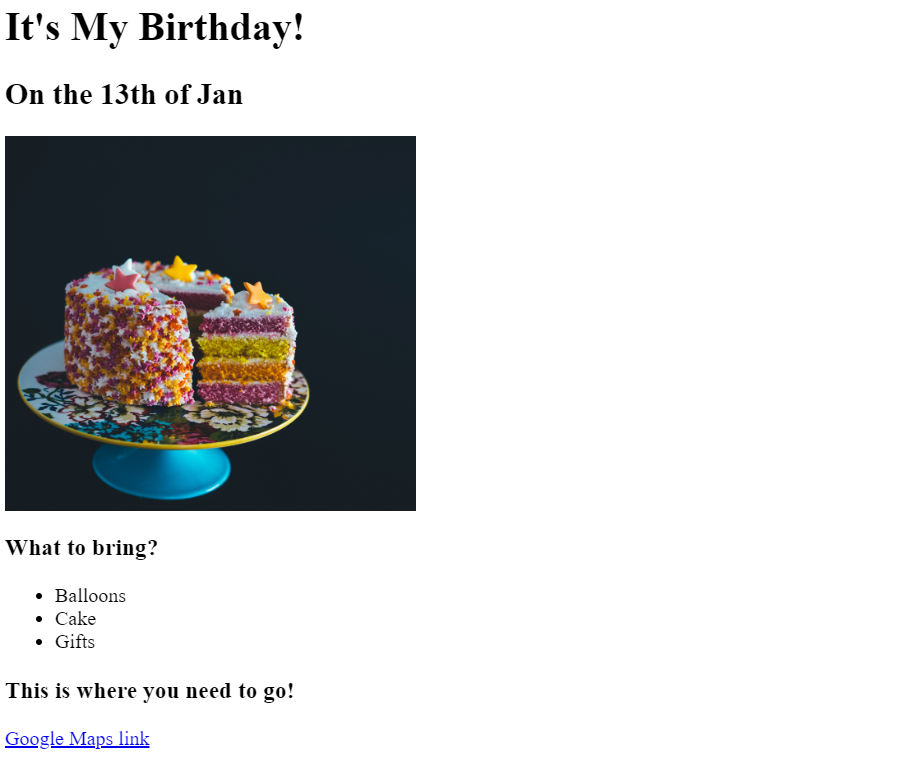 It's My Birthday!
On the 13th of Jan
What to bring?
Balloons
Cake
Gifts
This is where you need to go!
Google Maps link